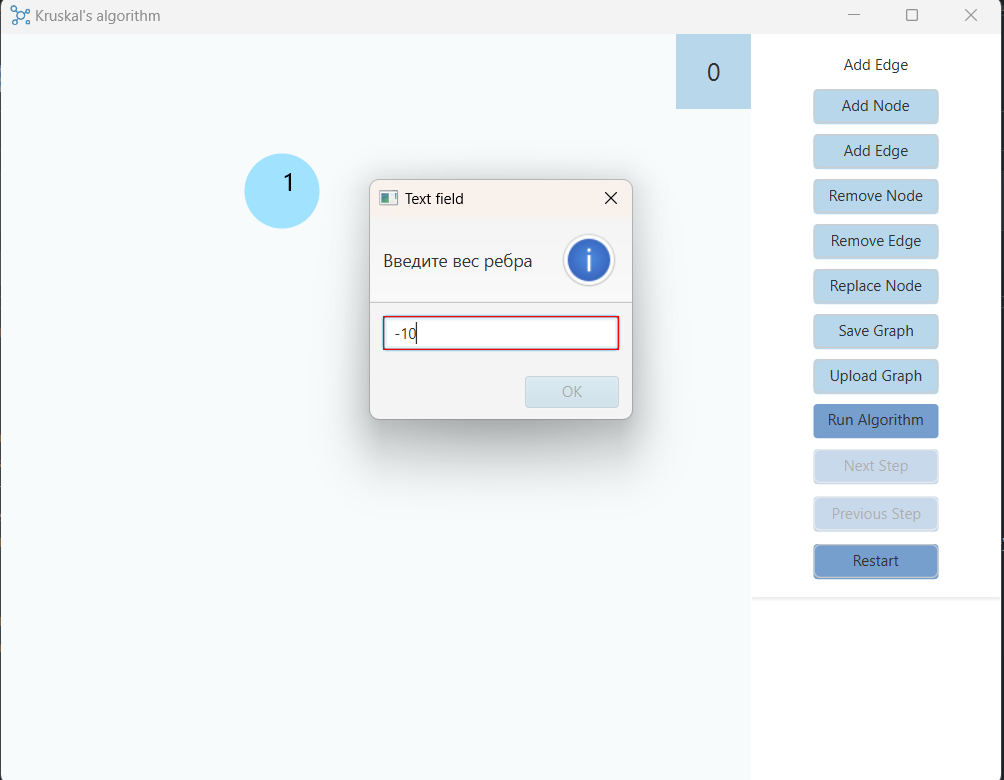 Kruskal's algorithm
0
1
Text field
Введите вес ребра
-10
OK
Add Edge
Add Node
Add Edge
Remove Node
Remove Edge
Replace Node
Save Graph
Upload Graph
Run Algorithm
Next Step
Previous Step
Restart